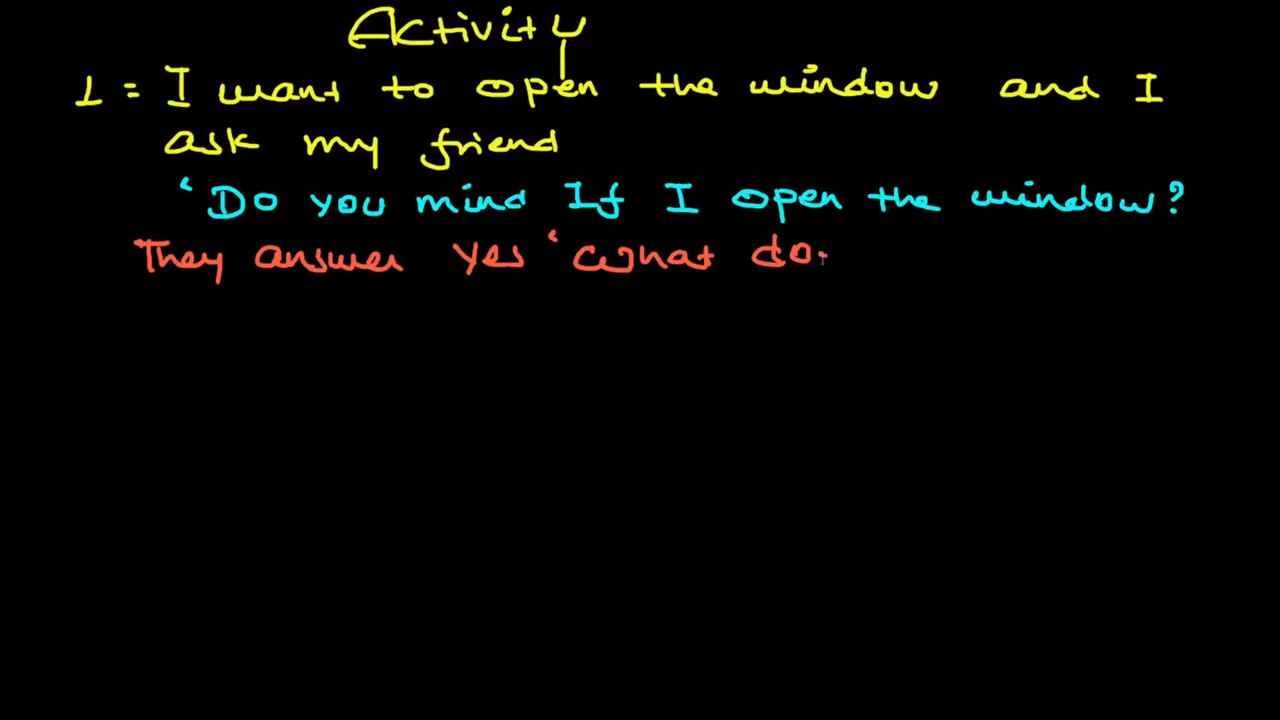 Activity
1 = I want to open the window and I
ask my friend
‘Do you mind If I open the window?
They answer Yes ‘What do